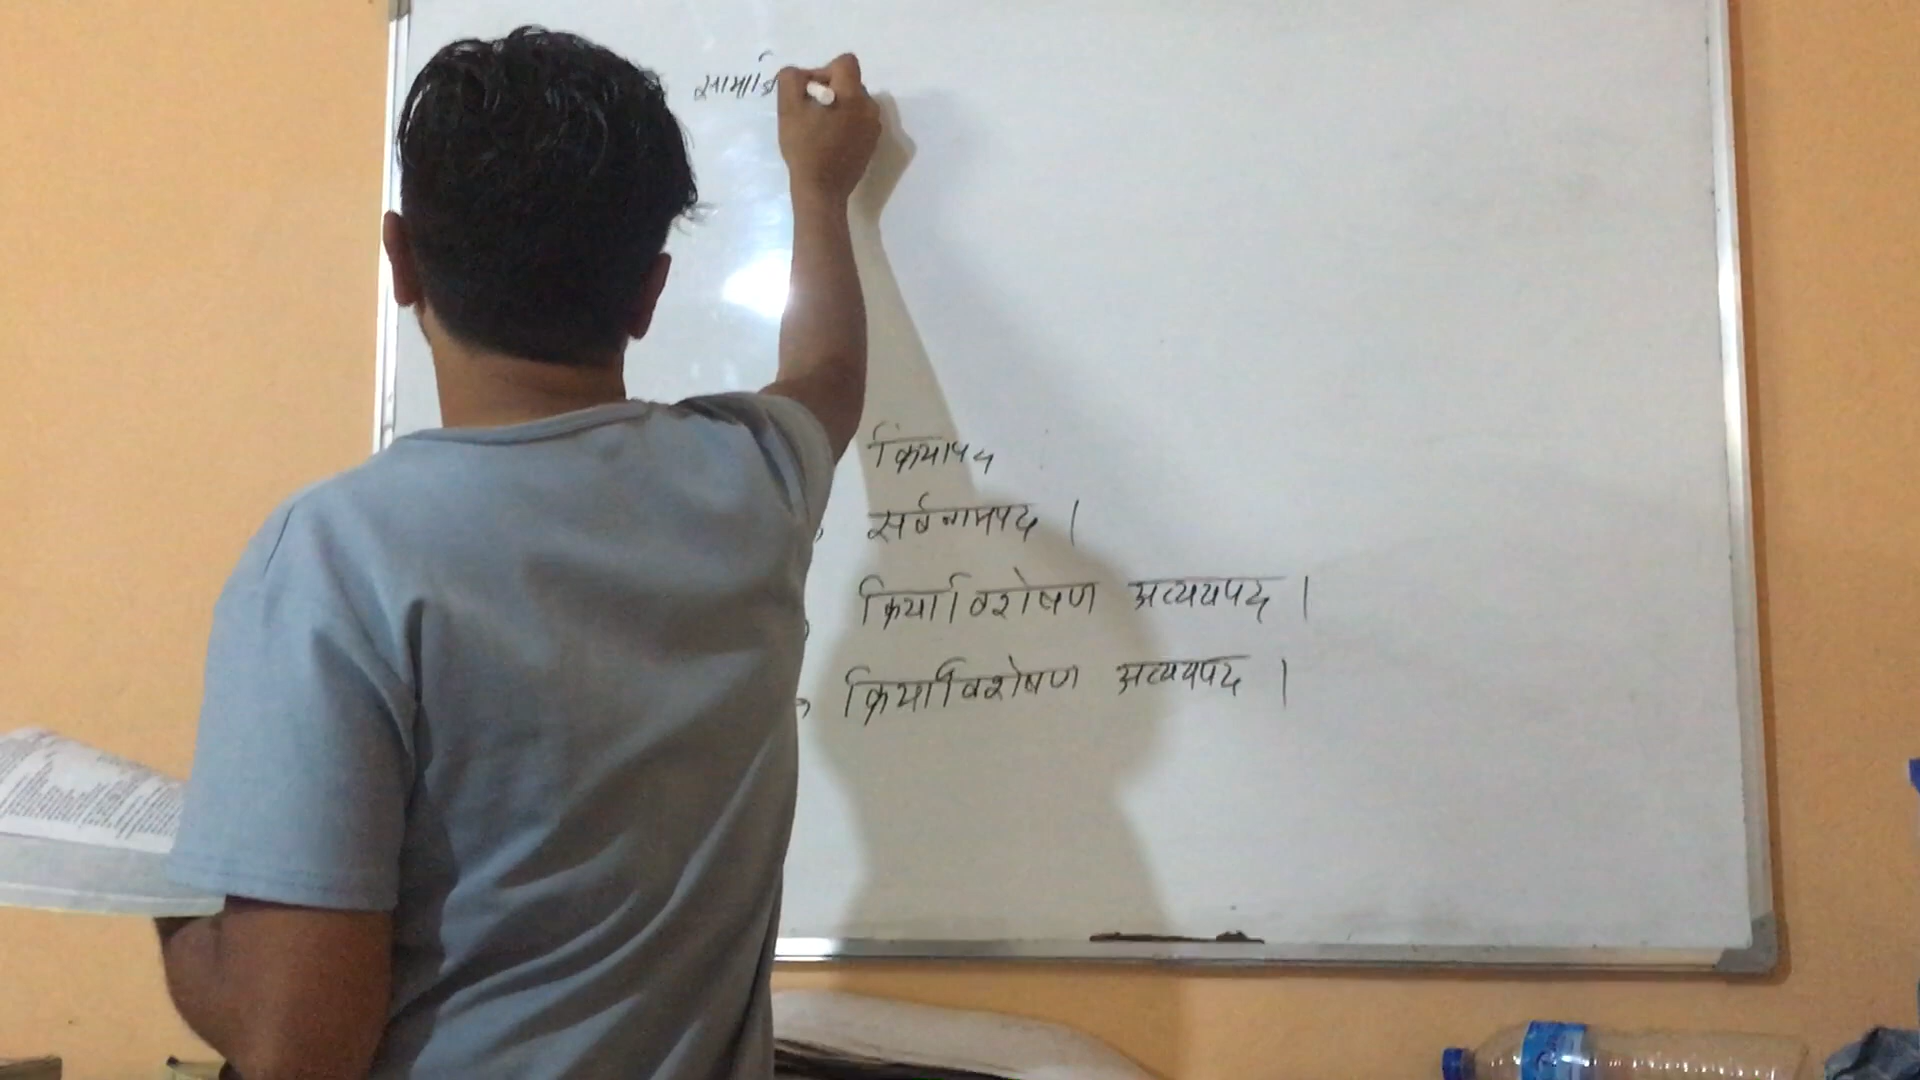 क्रियापद
सर्वनामपद ।
क्रियाविशेषण अव्ययपद ।
क्रियाविशेषण अव्ययपद ।